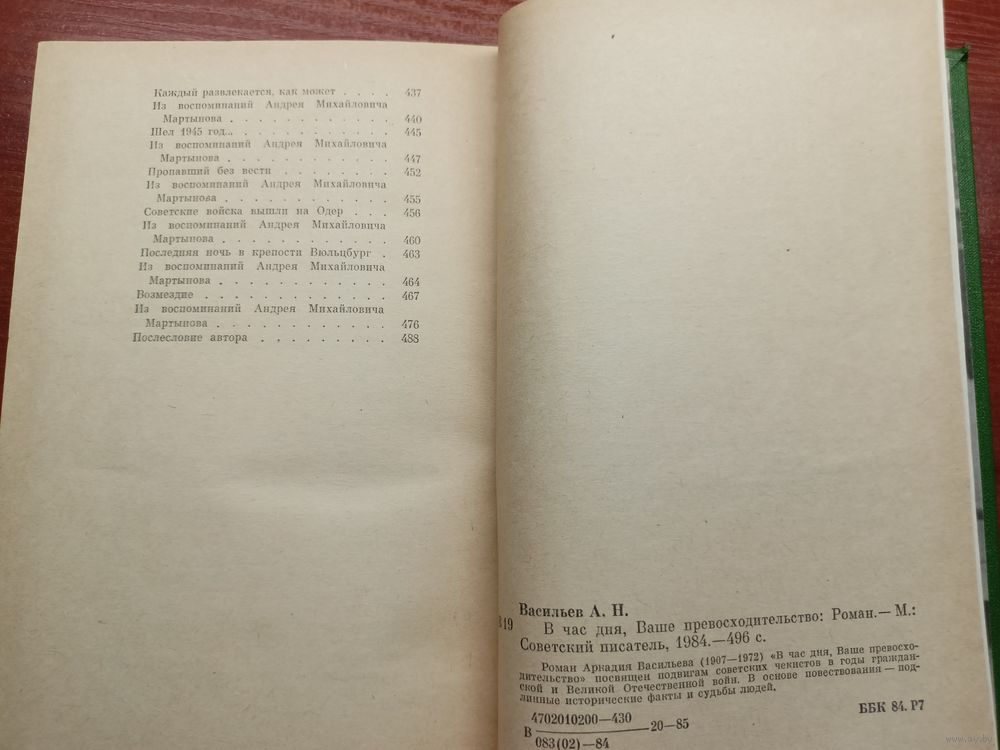 Каждый развлекается, как может . . . . 437
Из воспоминаний Андрея Михайловича
Мартынова . . . . . . . . . . . . 440
Шел 1945 год... . . . . . . . . . . . 445
Из воспоминаний Андрея Михайловича
Мартынова . . . . . . . . . . . . 447
Пропавший без вести . . . . . . . . 452
Из воспоминаний Андрея Михайловича
Мартынова . . . . . . . . . . . . 455
Советские войска вышли на Одер . . . 456
Из воспоминаний Андрея Михайловича
Мартынова . . . . . . . . . . . . 460
Последняя ночь в крепости Вюльцбург . 463
Из воспоминаний Андрея Михайловича
Мартынова . . . . . . . . . . . . 464
Возмездие . . . . . . . . . . . . . 467
Из воспоминаний Андрея Михайловича
Мартынова . . . . . . . . . . . . 476
Послесловие автора . . . . . . . . . 488
Васильев А. Н.
19 В час дня, Ваше превосходительство: Роман.— М.:
Советский писатель, 1984.—496 с.
Роман Аркадия Васильева (1907—1972) «В час дня, Ваше превосхо-
дительство» посвящен подвигам советских чекистов в годы граждан-
ской и Великой Отечественной войн. В основе повествования — под-
линные исторические факты и судьбы людей.
4702010200—430
В 20—85
083(02)—84
ББК 84. Р7